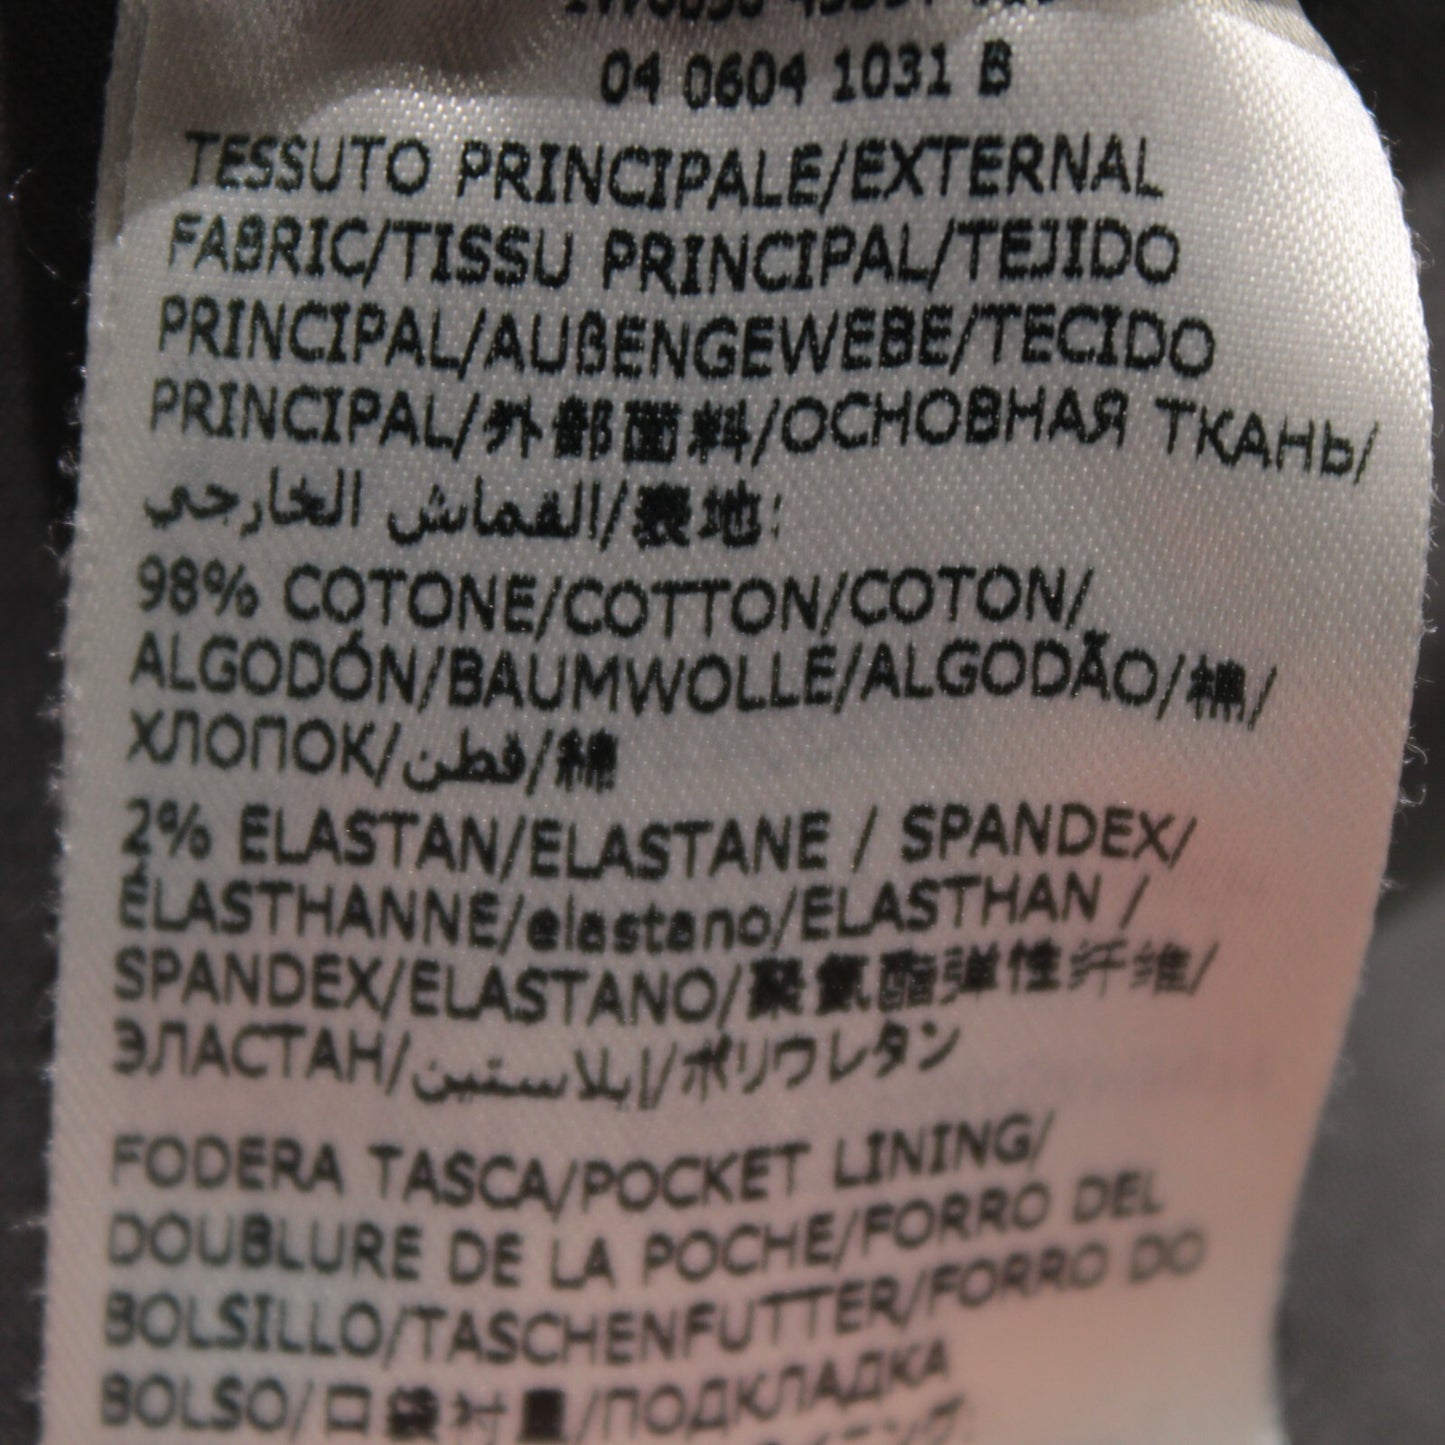 04 0604 1031 B
TESSUTO PRINCIPALE/EXTERNAL
FABRIC/TISSU PRINCIPAL/TEJIDO
PRINCIPAL/AUßENGEWEBE/TECIDO
PRINCIPAL/外部面料/ОСНОВНАЯ ТКАНЬ/
القماش الخارجي/表地:
98% COTONE/COTTON/COTON/
ALGODÓN/BAUMWOLLE/ALGODÃO/棉/
ХЛОПОК/قطن/綿
2% ELASTAN/ELASTANE / SPANDEX/
ÉLASTHANNE/elastano/ELASTHAN /
SPANDEX/ELASTANO/聚氨酯弹性纤维/
ЭЛАСТАН/إيلاستين/ポリウレタン
FODERA TASCA/POCKET LINING/
DOUBLURE DE LA POCHE/FORRO DEL
BOLSILLO/TASCHENFUTTER/FORRO DO
BOLSO/口袋衬里/ПОДКЛАДКА